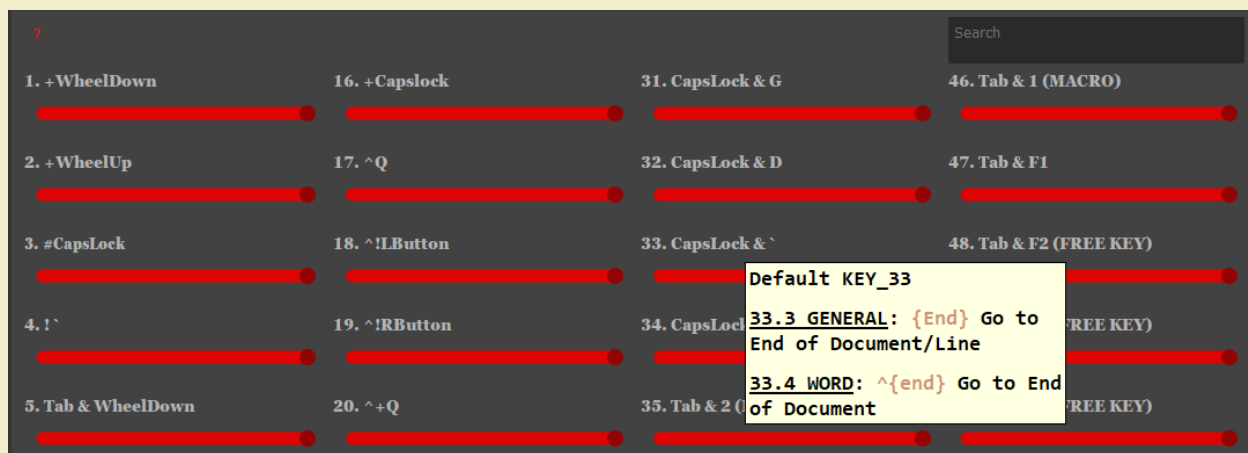 ?
Search
1. +WheelDown
16. +Capslock
31. CapsLock & G
46. Tab & 1 (MACRO)
2. +WheelUp
17. ^Q
32. CapsLock & D
47. Tab & F1
3. #CapsLock
18. ^!LButton
33. CapsLock & `
48. Tab & F2 (FREE KEY)
Default KEY_33
33.3 GENERAL: {End} Go to
End of Document/Line
33.4 WORD: ^{end} Go to End
of Document
4. !`
19. ^!RButton
34. CapsLock
FREE KEY)
5. Tab & WheelDown
20. ^+Q
35. Tab & 2 (
FREE KEY)